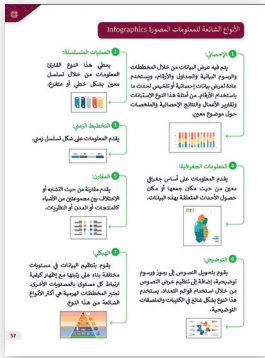 الأنواع الشائعة للمعلومات المصورة Infographics
1 الإحصائي:
يتم فيه عرض البيانات من خلال المخططات
والرسوم البيانية والجداول والأرقام، ويستخدم
عادة لعرض بيانات إحصائية أو تلخيص لحدث ما
باستخدام الأرقام. من أمثلة هذا النوع الاستبانات
وتقارير الأعمال والنتائج الإحصائية والملخصات
حول موضوع معين.
2 العمليات المتسلسلة:
يعطي هذا النوع القارئ
المعلومات من خلال تسلسل
معين بشكل خطي أو متفرع.
3 التخطيط الزمني:
يقدم المعلومات على شكل تسلسل زمني.
4 المعلومات الجغرافية:
يقدم المعلومات على أساس جغرافي
معين من حيث مكان جمعها أو مكان
حصول الأحداث المتعلقة بهذه البيانات.
5 المقارن:
يقدم مقارنة من حيث التشابه أو
الاختلاف بين مجموعتين من الأشياء
كالمنتجات أو المدن أو النظريات.
6 التوضيحي:
يقوم بتحويل النصوص إلى رموز ورسوم
توضيحية، إضافة إلى تنظيم عرض النصوص
من خلال استخدام قوائم التعداد. يستخدم
هذا النوع بشكل شائع في الكتيبات والملصقات
التوضيحية.
7 الهيكلي:
يقوم بتنظيم البيانات في مستويات
مختلفة بناء على رتبتها مع إظهار كيفية
ارتباط كل مستوى بالمستويات الأخرى.
تعتبر المخططات الهرمية هي أكثر الأنواع
الشائعة من هذا النوع.
57